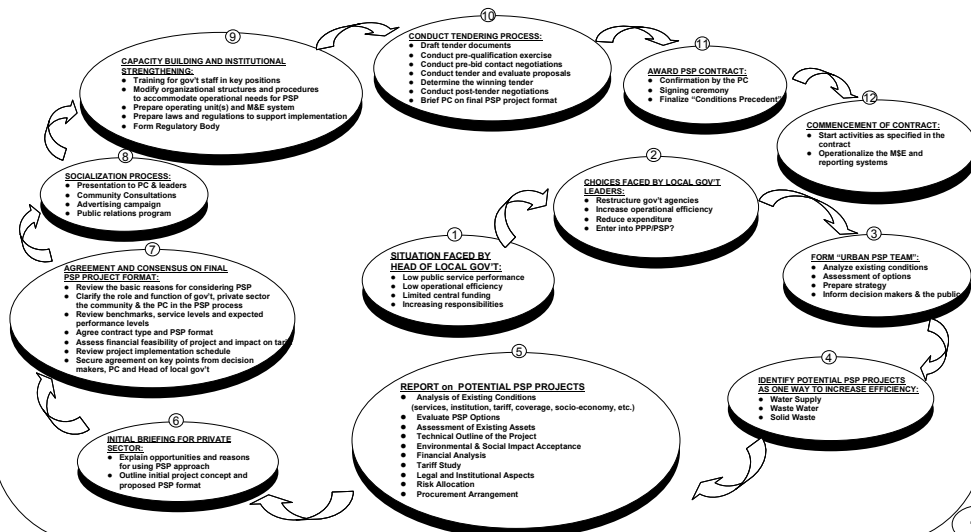 1
SITUATION FACED BY
HEAD OF LOCAL GOV'T:
● Low public service performance
● Low operational efficiency
● Limited central funding
● Increasing responsibilities
2
CHOICES FACED BY LOCAL GOV'T
LEADERS:
● Restructure gov't agencies
● Increase operational efficiency
● Reduce expenditure
● Enter into PPP/PSP?
3
FORM "URBAN PSP TEAM":
● Analyze existing conditions
● Assessment of options
● Prepare strategy
● Inform decision makers & the public
4
IDENTIFY POTENTIAL PSP PROJECTS
AS ONE WAY TO INCREASE EFFICIENCY:
● Water Supply
● Waste Water
● Solid Waste
5
REPORT on POTENTIAL PSP PROJECTS
● Analysis of Existing Conditions
(services, institution, tariff, coverage, socio-economy, etc.)
● Evaluate PSP Options
● Assessment of Existing Assets
● Technical Outline of the Project
● Environmental & Social Impact Acceptance
● Financial Analysis
● Tariff Study
● Legal and Institutional Aspects
● Risk Allocation
● Procurement Arrangement
6
INITIAL BRIEFING FOR PRIVATE
SECTOR:
● Explain opportunities and reasons
for using PSP approach
● Outline initial project concept and
proposed PSP format
7
AGREEMENT AND CONSENSUS ON FINAL
PSP PROJECT FORMAT:
● Review the basic reasons for considering PSP
● Clarify the role and function of gov't, private sector
the community & the PC in the PSP process
● Review benchmarks, service levels and expected
performance levels
● Agree contract type and PSP format
● Assess financial feasibility of project and impact on
● Review project implementation schedule
● Secure agreement on key points from decision
makers, PC and Head of local gov't
8
SOCIALIZATION PROCESS:
● Presentation to PC & leaders
● Community Consultations
● Advertising campaign
● Public relations program
9
CAPACITY BUILDING AND INSTITUTIONAL
STRENGTHENING:
● Training for gov't staff in key positions
● Modify organizational structures and procedures
to accommodate operational needs for PSP
● Prepare operating unit(s) and M&E system
● Prepare laws and regulations to support implementation
● Form Regulatory Body
10
CONDUCT TENDERING PROCESS:
● Draft tender documents
● Conduct pre-qualification exercise
● Conduct pre-bid contact negotiations
● Conduct tender and evaluate proposals
● Determine the winning tender
● Conduct post-tender negotiations
● Brief PC on final PSP project format
11
AWARD PSP CONTRACT:
● Confirmation by the PC
● Signing ceremony
● Finalize "Conditions Precedent"
12
COMMENCEMENT OF CONTRACT:
● Start activities as specified in the
contract
● Operationalize the M$E and
reporting systems